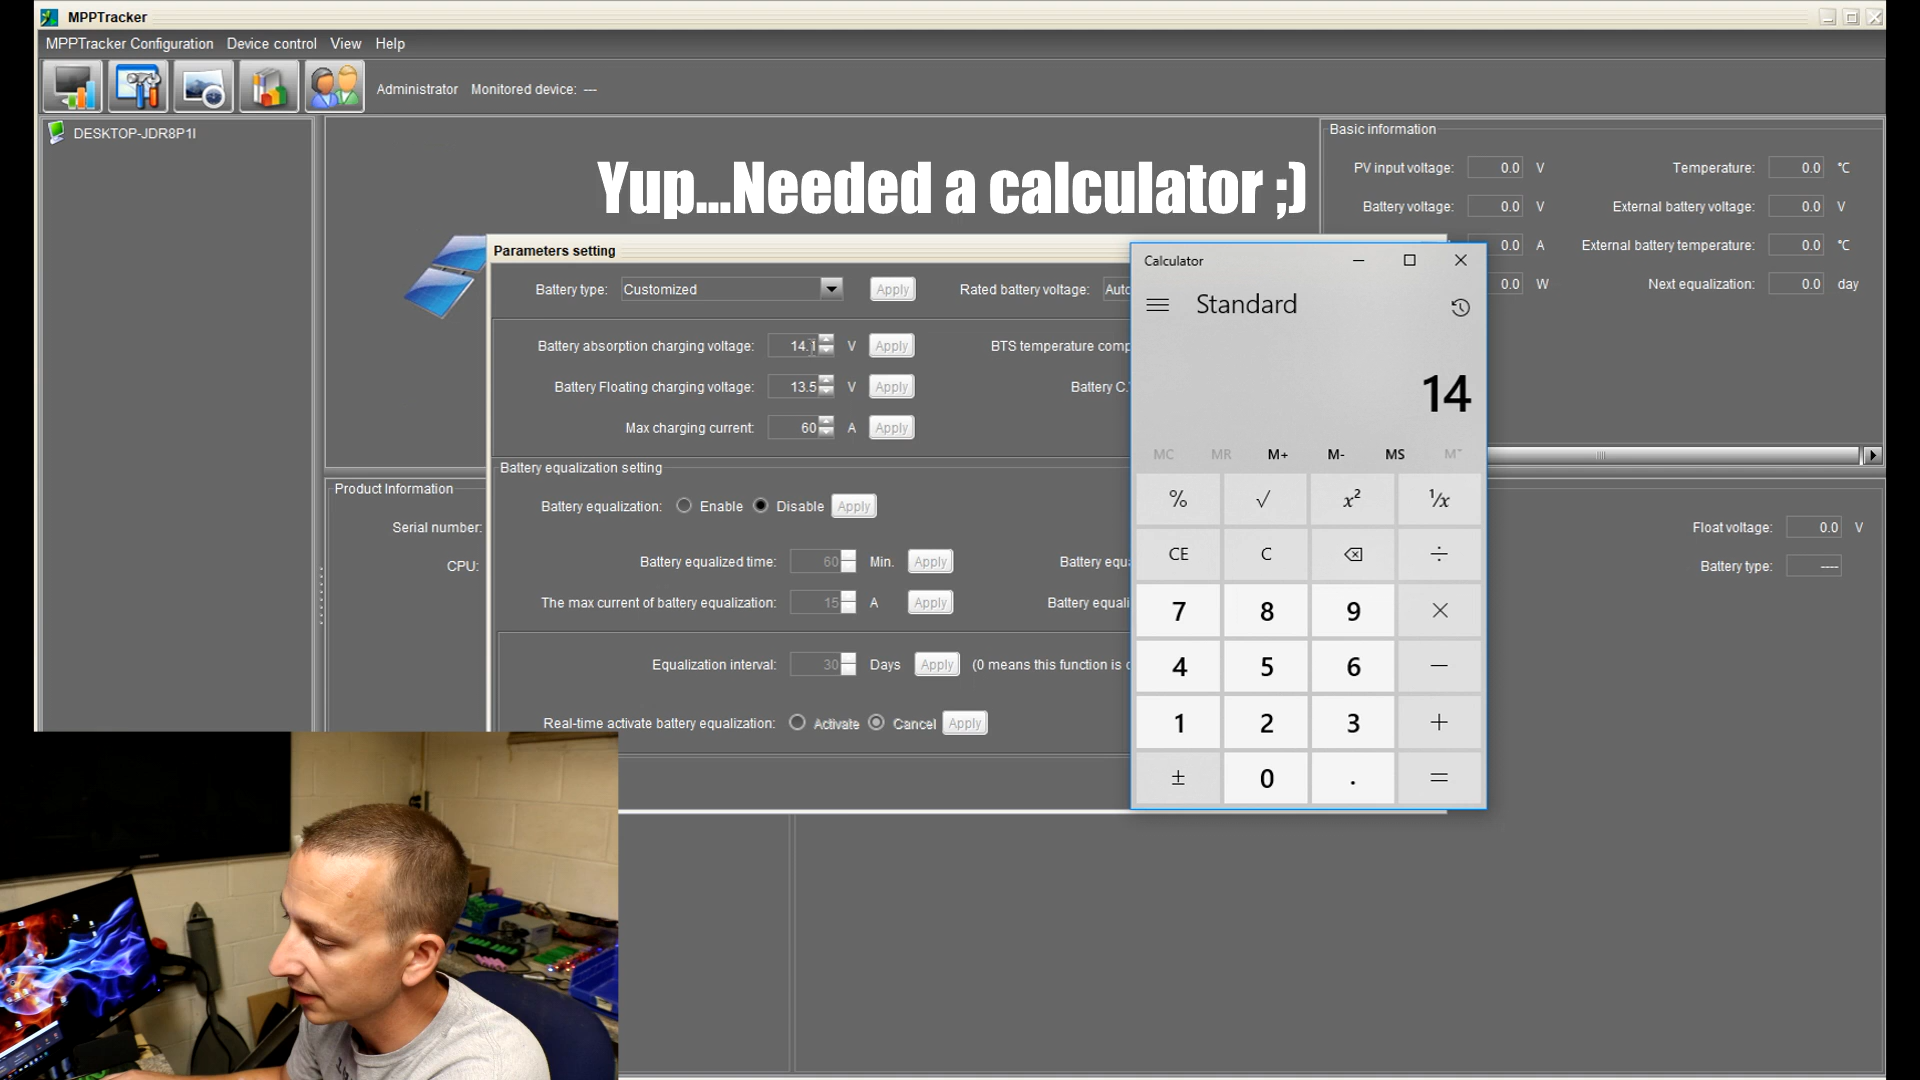 MPPTracker
MPPTracker Configuration Device control View Help
Administrator Monitored device: ---
DESKTOP-JDR8P1I
Yup...Needed a calculator ;)
Basic information
PV input voltage: 0.0 V Temperature: 0.0 °C
Battery voltage: 0.0 V External battery voltage: 0.0 V
0.0 A External battery temperature: 0.0 °C
0.0 W Next equalization: 0.0 day
Parameters setting
Battery type: Customized Apply Rated battery voltage: Auto
Battery absorption charging voltage: 14.1 V Apply BTS temperature comp
Battery Floating charging voltage: 13.5 V Apply Battery C.
Max charging current: 60 A Apply
Battery equalization setting
Battery equalization: Enable Disable Apply
Battery equalized time: 60 Min. Apply Battery equ
The max current of battery equalization: 15 A Apply Battery equali
Equalization interval: 30 Days Apply (0 means this function is
Real-time activate battery equalization: Activate Cancel Apply
Calculator
Standard
14
MC MR M+ M- MS M˅
% √ x² ¹/x
CE C ÷
7 8 9 ×
4 5 6 −
1 2 3 +
± 0 . =
Product Information
Serial number:
CPU:
Float voltage: 0.0 V
Battery type: ----